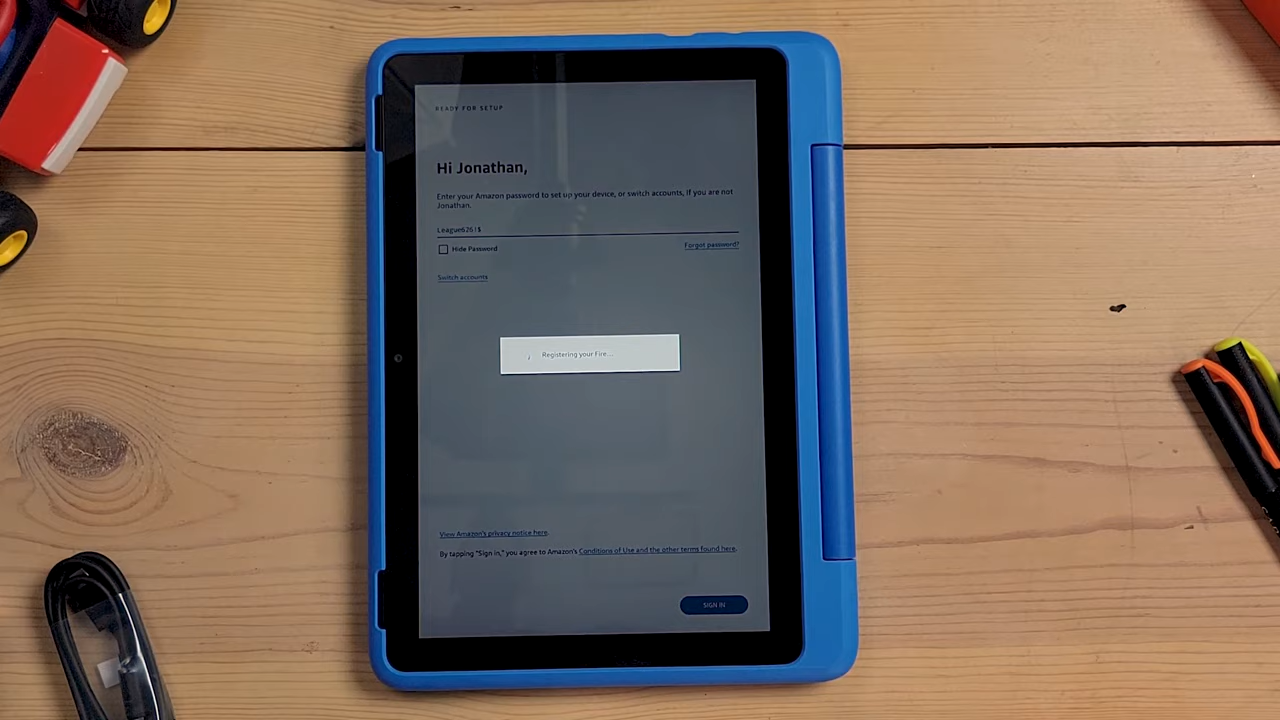 READY FOR SETUP
Hi Jonathan,
Enter your Amazon password to set up your device, or switch accounts, if you are not
Jonathan.
[password omitted]
Hide Password
Forgot password?
Switch accounts
Registering your Fire...
View Amazon's privacy notice here.
By tapping "Sign in," you agree to Amazon's Conditions of Use and the other terms found here.
SIGN IN